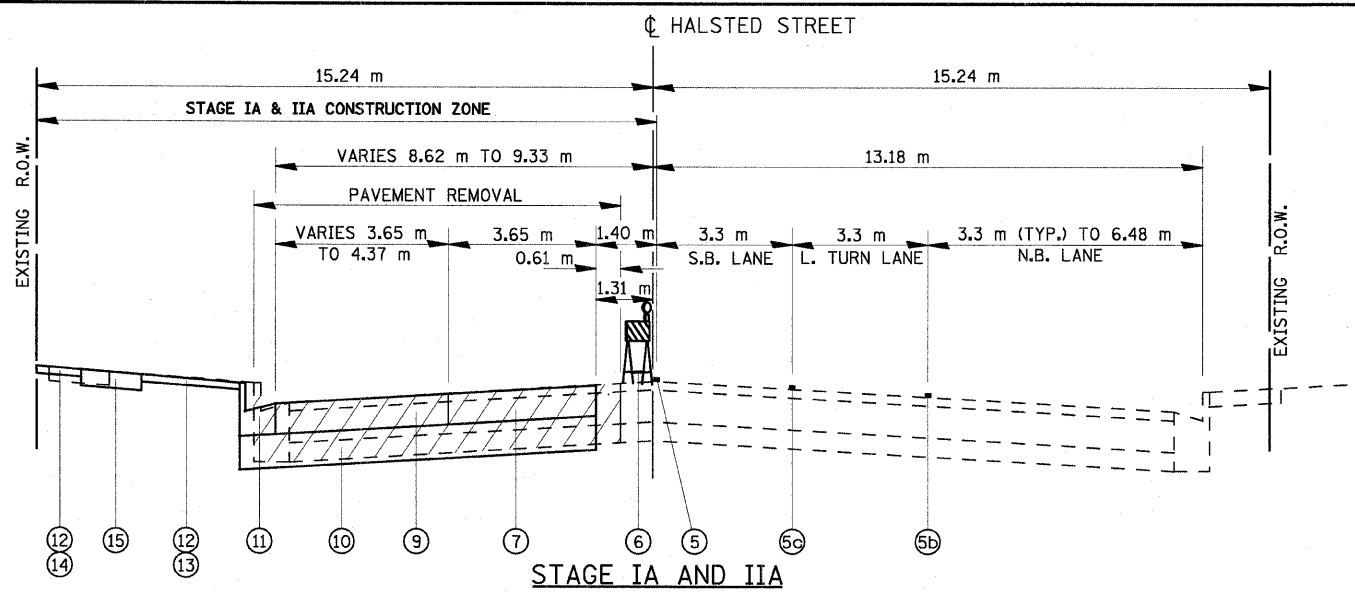 ℄ HALSTED STREET
15.24 m
15.24 m
STAGE IA & IIA CONSTRUCTION ZONE
VARIES 8.62 m TO 9.33 m
13.18 m
PAVEMENT REMOVAL
VARIES 3.65 m
TO 4.37 m
3.65 m
1.40 m
3.3 m
S.B. LANE
3.3 m
L. TURN LANE
3.3 m (TYP.) TO 6.48 m
N.B. LANE
0.61 m
1.31 m
EXISTING R.O.W.
EXISTING R.O.W.
12
14
15
12
13
11
10
9
7
6
5
5c
5b
STAGE IA AND IIA